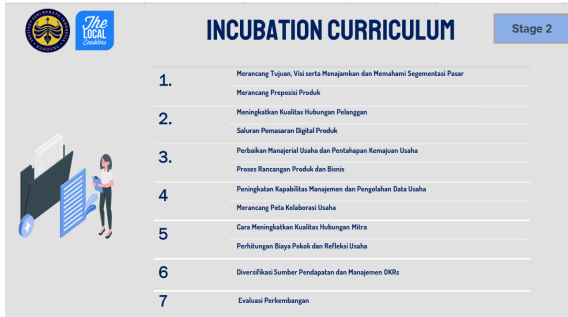 The
LOCAL
Enablers
INCUBATION CURRICULUM
Stage 2
1.
Merancang Tujuan, Visi serta Menajamkan dan Memahami Segementasi Pasar
Merancang Preposisi Produk
2.
Meningkatkan Kualitas Hubungan Pelanggan
Saluran Pemasaran Digital Produk
3.
Perbaikan Manajerial Usaha dan Pentahapan Kemajuan Usaha
Proses Rancangan Produk dan Bisnis
4
Peningkatan Kapabilitas Manajemen dan Pengolahan Data Usaha
Merancang Peta Kolaborasi Usaha
5
Cara Meningkatkan Kualitas Hubungan Mitra
Perhitungan Biaya Pokok dan Refleksi Usaha
6
Diversifikasi Sumber Pendapatan dan Manajemen OKRs
7
Evaluasi Perkembangan